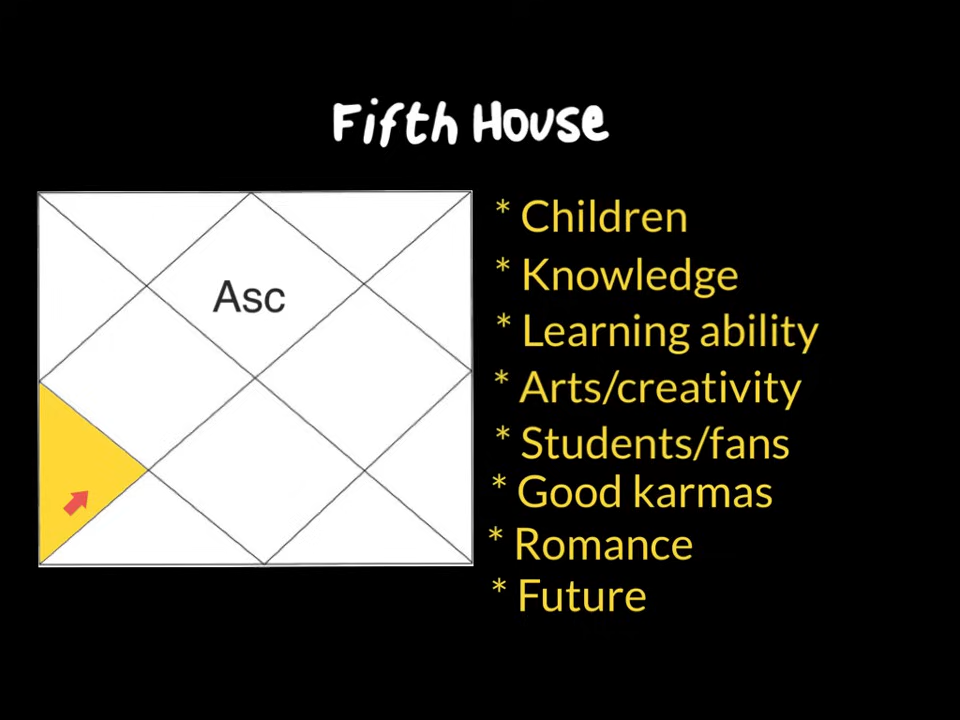 Fifth House
Asc
* Children
* Knowledge
* Learning ability
* Arts/creativity
* Students/fans
* Good karmas
* Romance
* Future